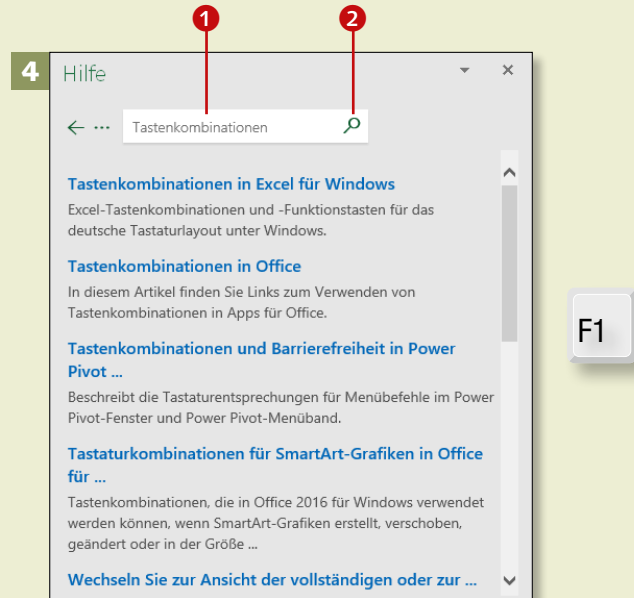 1 2
4 Hilfe
Tastenkombinationen
Tastenkombinationen in Excel für Windows
Excel-Tastenkombinationen und -Funktionstasten für das
deutsche Tastaturlayout unter Windows.
Tastenkombinationen in Office
In diesem Artikel finden Sie Links zum Verwenden von
Tastenkombinationen in Apps für Office.
Tastenkombinationen und Barrierefreiheit in Power
Pivot ...
Beschreibt die Tastaturentsprechungen für Menübefehle im Power
Pivot-Fenster und Power Pivot-Menüband.
Tastaturkombinationen für SmartArt-Grafiken in Office
für ...
Tastenkombinationen, die in Office 2016 für Windows verwendet
werden können, wenn SmartArt-Grafiken erstellt, verschoben,
geändert oder in der Größe ...
Wechseln Sie zur Ansicht der vollständigen oder zur ...
F1